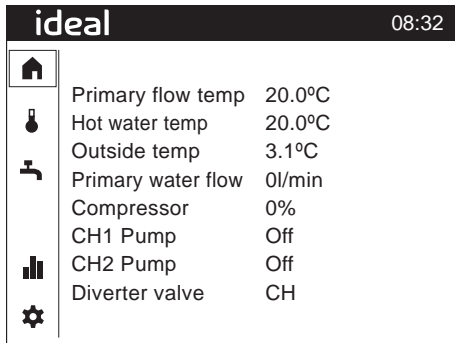 ideal 08:32
Primary flow temp 20.0ºC
Hot water temp 20.0ºC
Outside temp 3.1ºC
Primary water flow 0l/min
Compressor 0%
CH1 Pump Off
CH2 Pump Off
Diverter valve CH